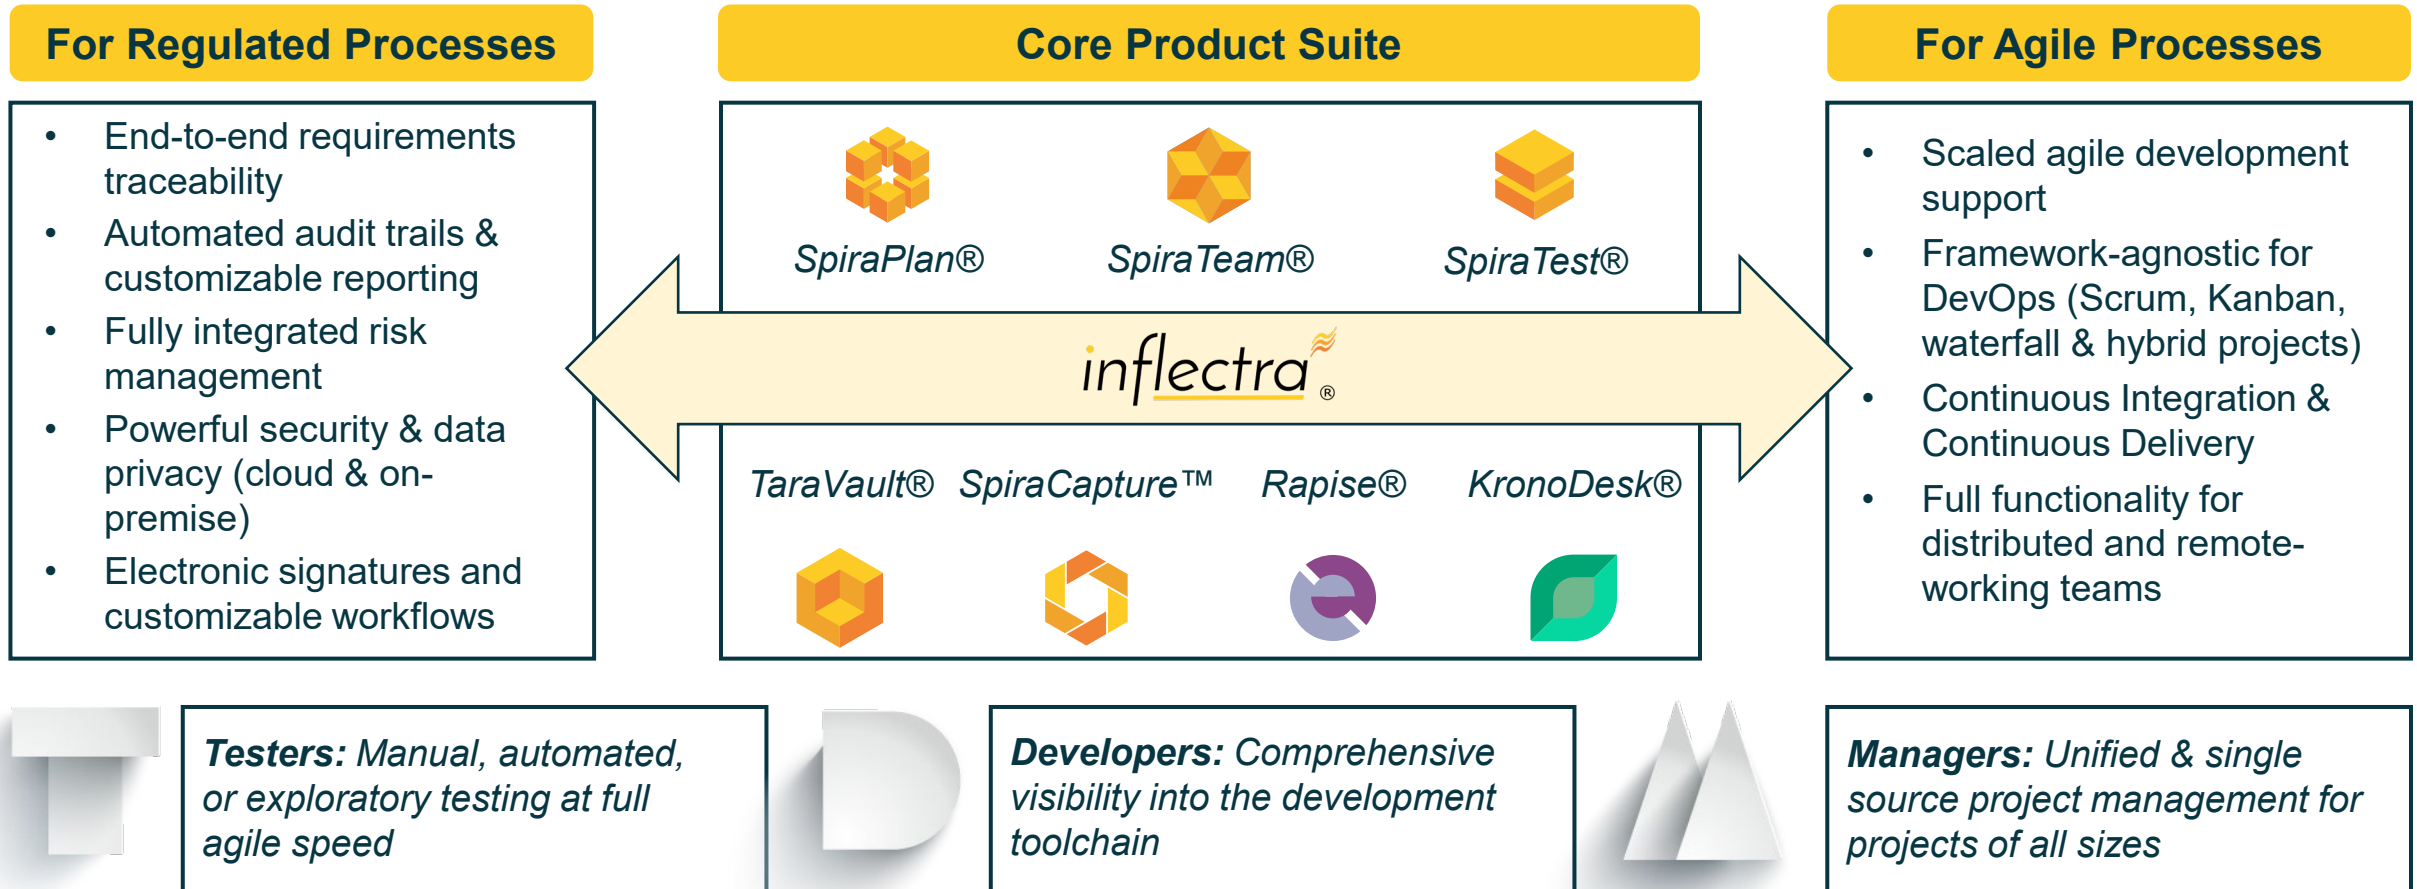 For Regulated Processes
• End-to-end requirements
traceability
• Automated audit trails &
customizable reporting
• Fully integrated risk
management
• Powerful security & data
privacy (cloud & on-
premise)
• Electronic signatures and
customizable workflows
Core Product Suite
SpiraPlan® SpiraTeam® SpiraTest®
inflectra®
TaraVault® SpiraCapture™ Rapise® KronoDesk®
For Agile Processes
• Scaled agile development
support
• Framework-agnostic for
DevOps (Scrum, Kanban,
waterfall & hybrid projects)
• Continuous Integration &
Continuous Delivery
• Full functionality for
distributed and remote-
working teams
T
Testers: Manual, automated,
or exploratory testing at full
agile speed
D
Developers: Comprehensive
visibility into the development
toolchain
M
Managers: Unified & single
source project management for
projects of all sizes